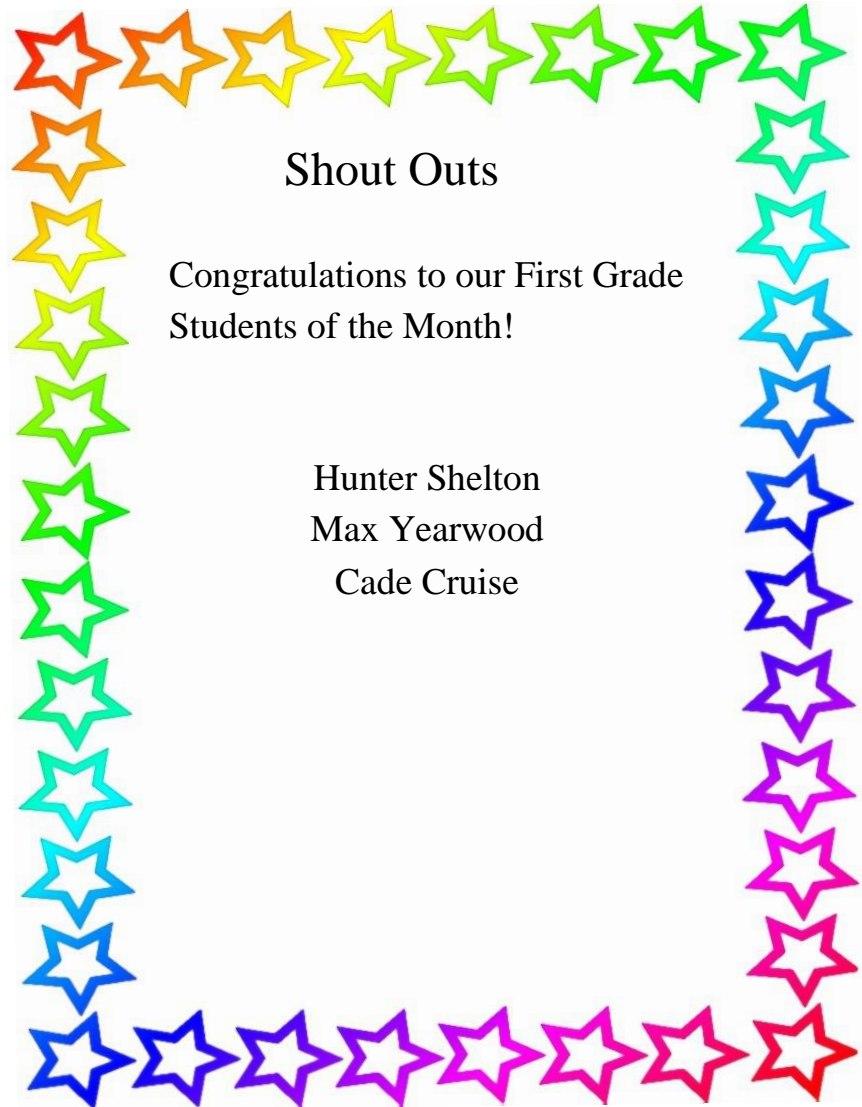 Shout Outs
Congratulations to our First Grade
Students of the Month!
Hunter Shelton
Max Yearwood
Cade Cruise